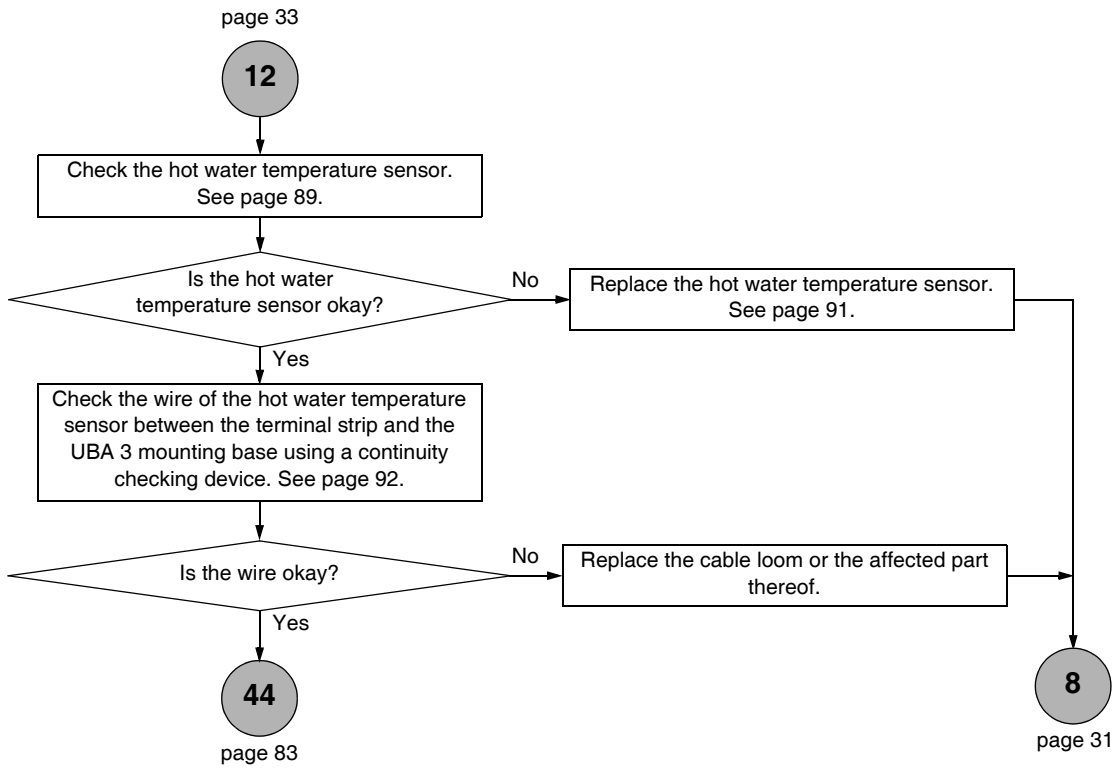 page 33
12
Check the hot water temperature sensor.
See page 89.
Is the hot water
temperature sensor okay?
No
Replace the hot water temperature sensor.
See page 91.
Yes
Check the wire of the hot water temperature
sensor between the terminal strip and the
UBA 3 mounting base using a continuity
checking device. See page 92.
Is the wire okay?
No
Replace the cable loom or the affected part
thereof.
Yes
44
page 83
8
page 31